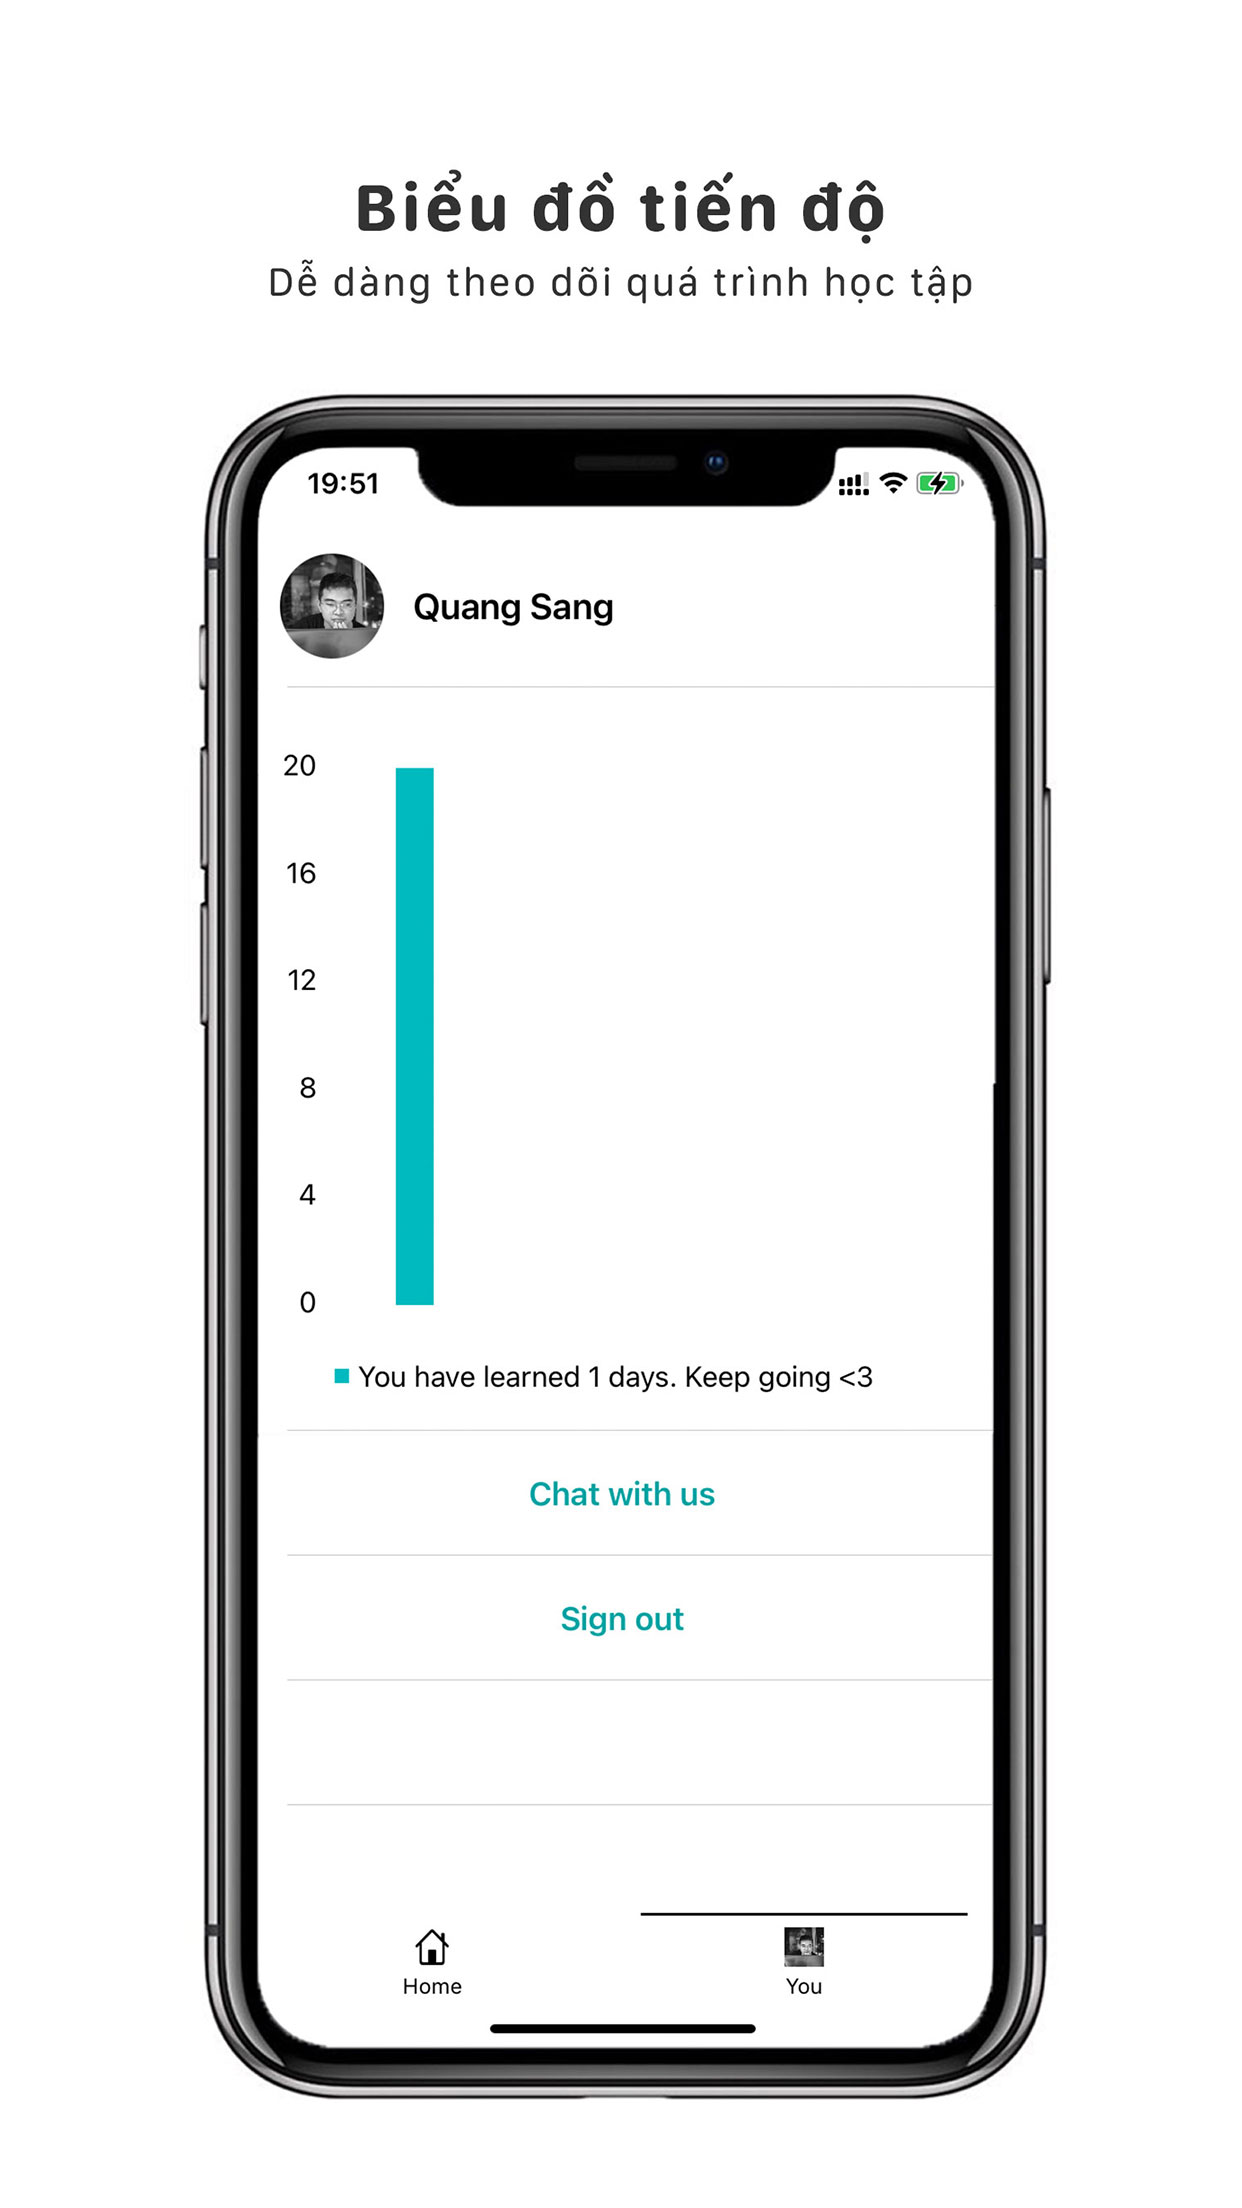 Biểu đồ tiến độ
Dễ dàng theo dõi quá trình học tập
19:51
Quang Sang
20
16
12
8
4
0
You have learned 1 days. Keep going <3
Chat with us
Sign out
Home
You